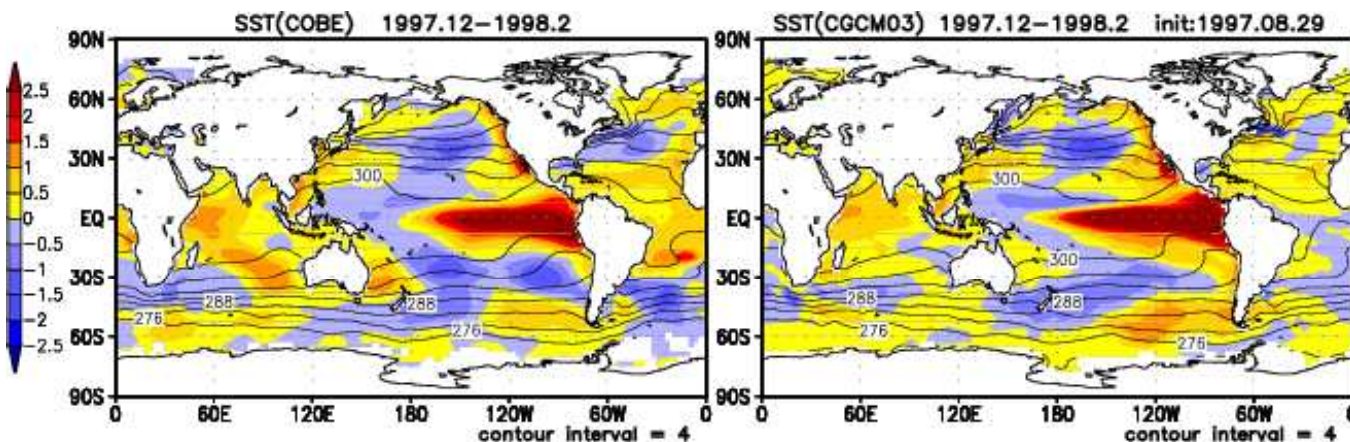 SST(COBE) 1997.12-1998.2
90N
60N
30N
EQ
30S
60S
90S
0 60E 120E 180 120W 60W 0
contour interval = 4
300
288
288
276
276
2.5
2
1.5
1
0.5
0
-0.5
-1
-1.5
-2
-2.5
SST(CGCM03) 1997.12-1998.2 init:1997.08.29
90N
60N
30N
EQ
30S
60S
90S
0 60E 120E 180 120W 60W 0
contour interval = 4
300
300
288
288
276
276